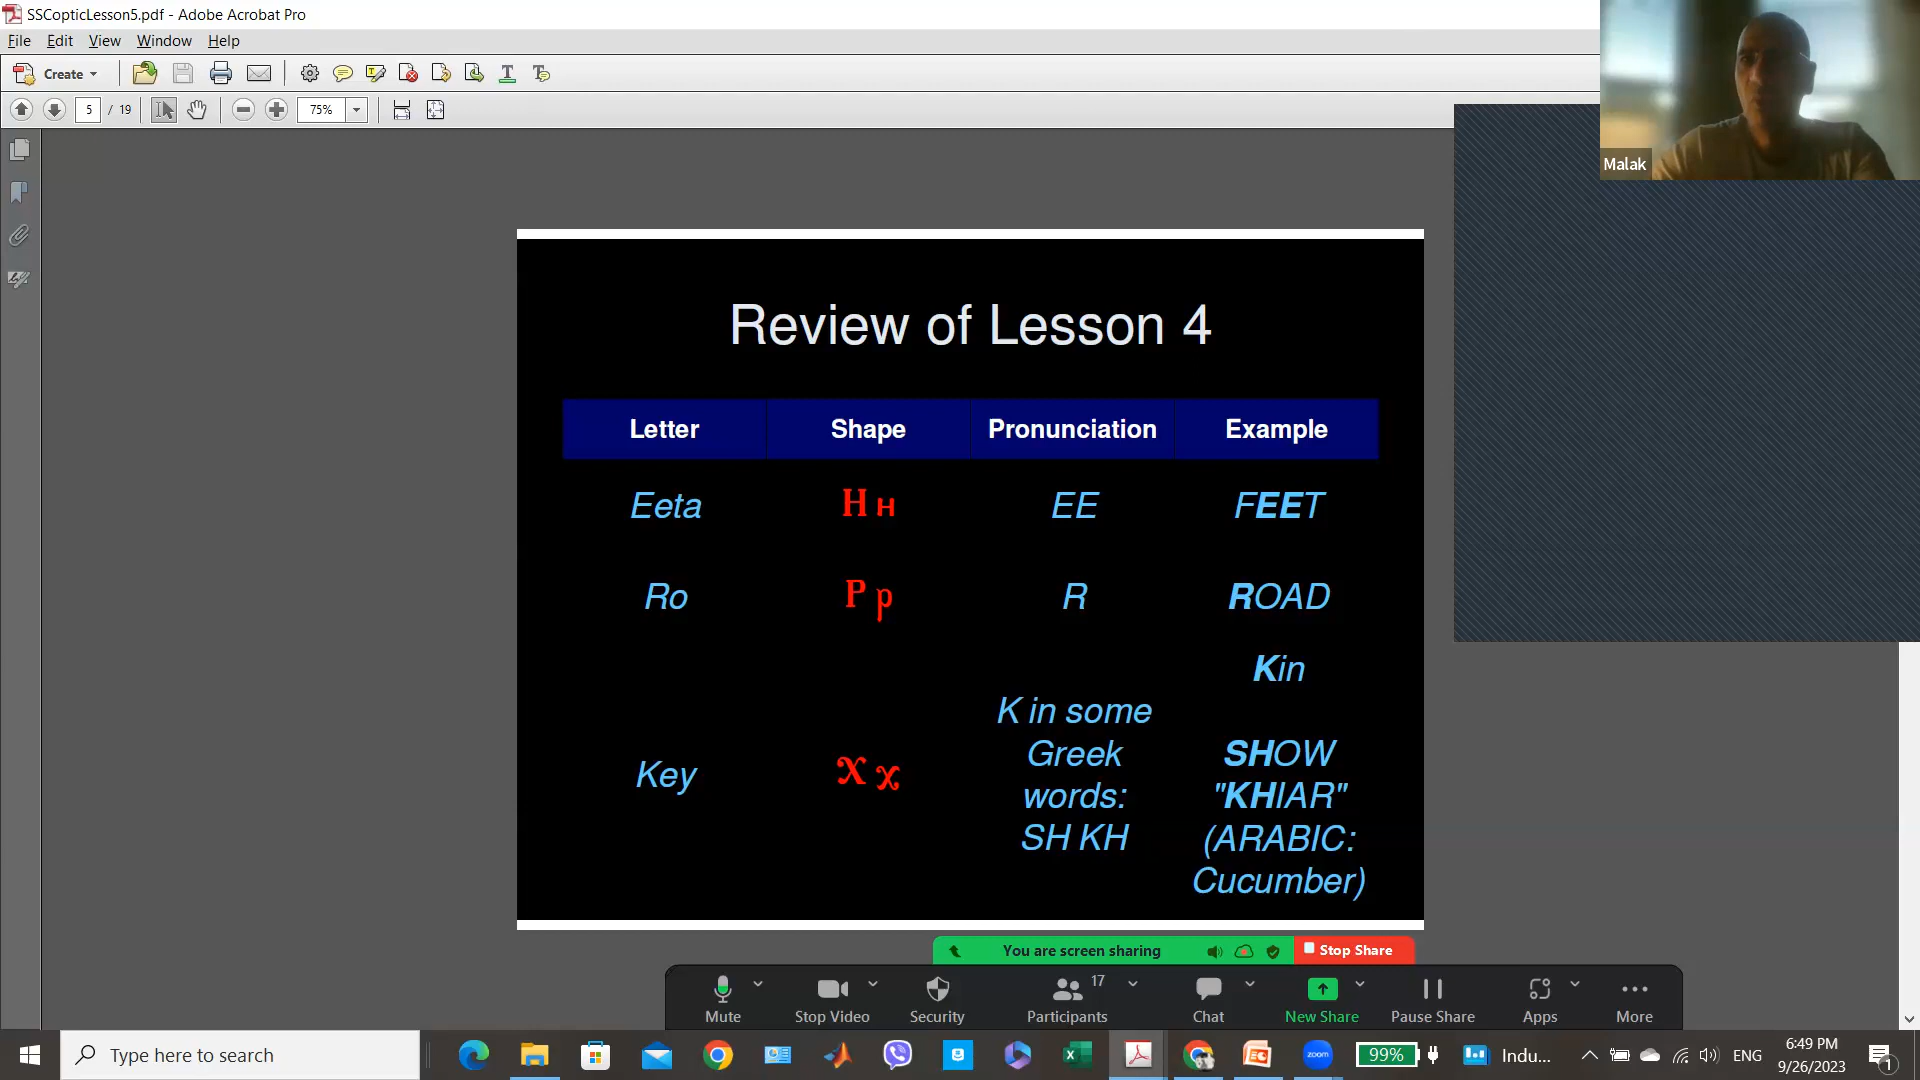 SSCopticLesson5.pdf - Adobe Acrobat Pro
File Edit View Window Help
Create
5 / 19 75%
Malak
Review of Lesson 4
Letter Shape Pronunciation Example
Eeta Ⲏ ⲏ EE FEET
Ro Ⲣ ⲣ R ROAD
Key Ⲭ ⲭ K in some Greek words: SH KH Kin
SHOW
"KHIAR"
(ARABIC:
Cucumber)
You are screen sharing Stop Share
17
Mute Stop Video Security Participants Chat New Share Pause Share Apps More
Type here to search
zoom
99%
Indu...
ENG
6:49 PM
9/26/2023
1